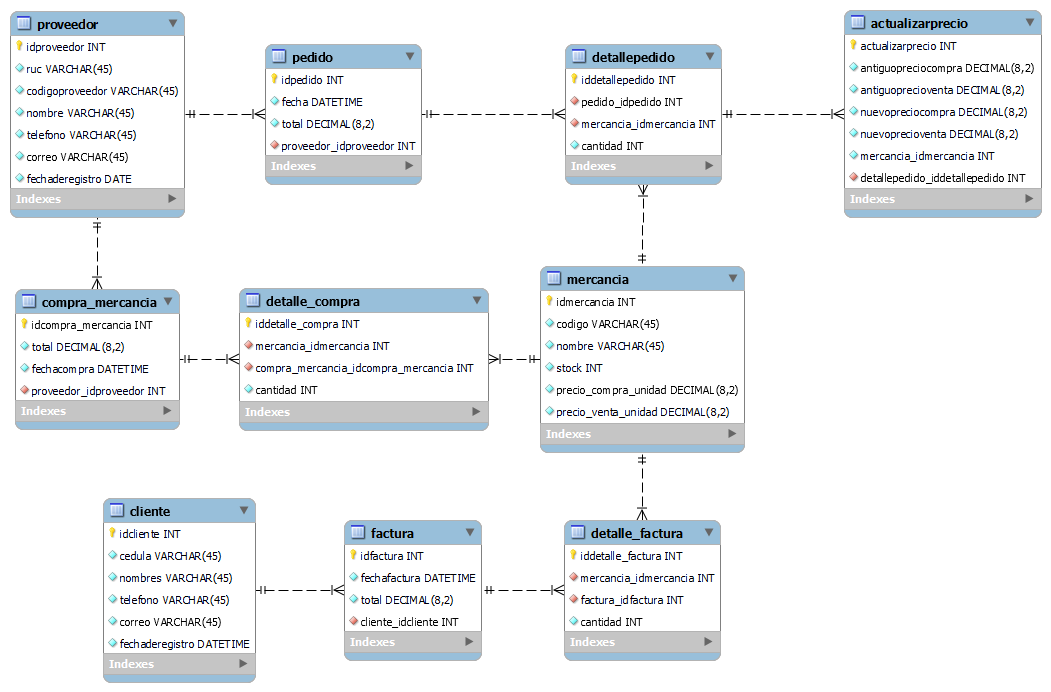 proveedor
idproveedor INT
ruc VARCHAR(45)
codigoproveedor VARCHAR(45)
nombre VARCHAR(45)
telefono VARCHAR(45)
correo VARCHAR(45)
fechaderegistro DATE
Indexes
pedido
idpedido INT
fecha DATETIME
total DECIMAL(8,2)
proveedor_idproveedor INT
Indexes
detallepedido
iddetallepedido INT
pedido_idpedido INT
mercancia_idmercancia INT
cantidad INT
Indexes
actualizarprecio
actualizarprecio INT
antiguopreciocompra DECIMAL(8,2)
antiguoprecioventa DECIMAL(8,2)
nuevopreciocompra DECIMAL(8,2)
nuevoprecioventa DECIMAL(8,2)
mercancia_idmercancia INT
detallepedido_iddetallepedido INT
Indexes
compra_mercancia
idcompra_mercancia INT
total DECIMAL(8,2)
fechacompra DATETIME
proveedor_idproveedor INT
Indexes
detalle_compra
iddetalle_compra INT
mercancia_idmercancia INT
compra_mercancia_idcompra_mercancia INT
cantidad INT
Indexes
mercancia
idmercancia INT
codigo VARCHAR(45)
nombre VARCHAR(45)
stock INT
precio_compra_unidad DECIMAL(8,2)
precio_venta_unidad DECIMAL(8,2)
Indexes
cliente
idcliente INT
cedula VARCHAR(45)
nombres VARCHAR(45)
telefono VARCHAR(45)
correo VARCHAR(45)
fechaderegistro DATETIME
Indexes
factura
idfactura INT
fechafactura DATETIME
total DECIMAL(8,2)
cliente_idcliente INT
Indexes
detalle_factura
iddetalle_factura INT
mercancia_idmercancia INT
factura_idfactura INT
cantidad INT
Indexes